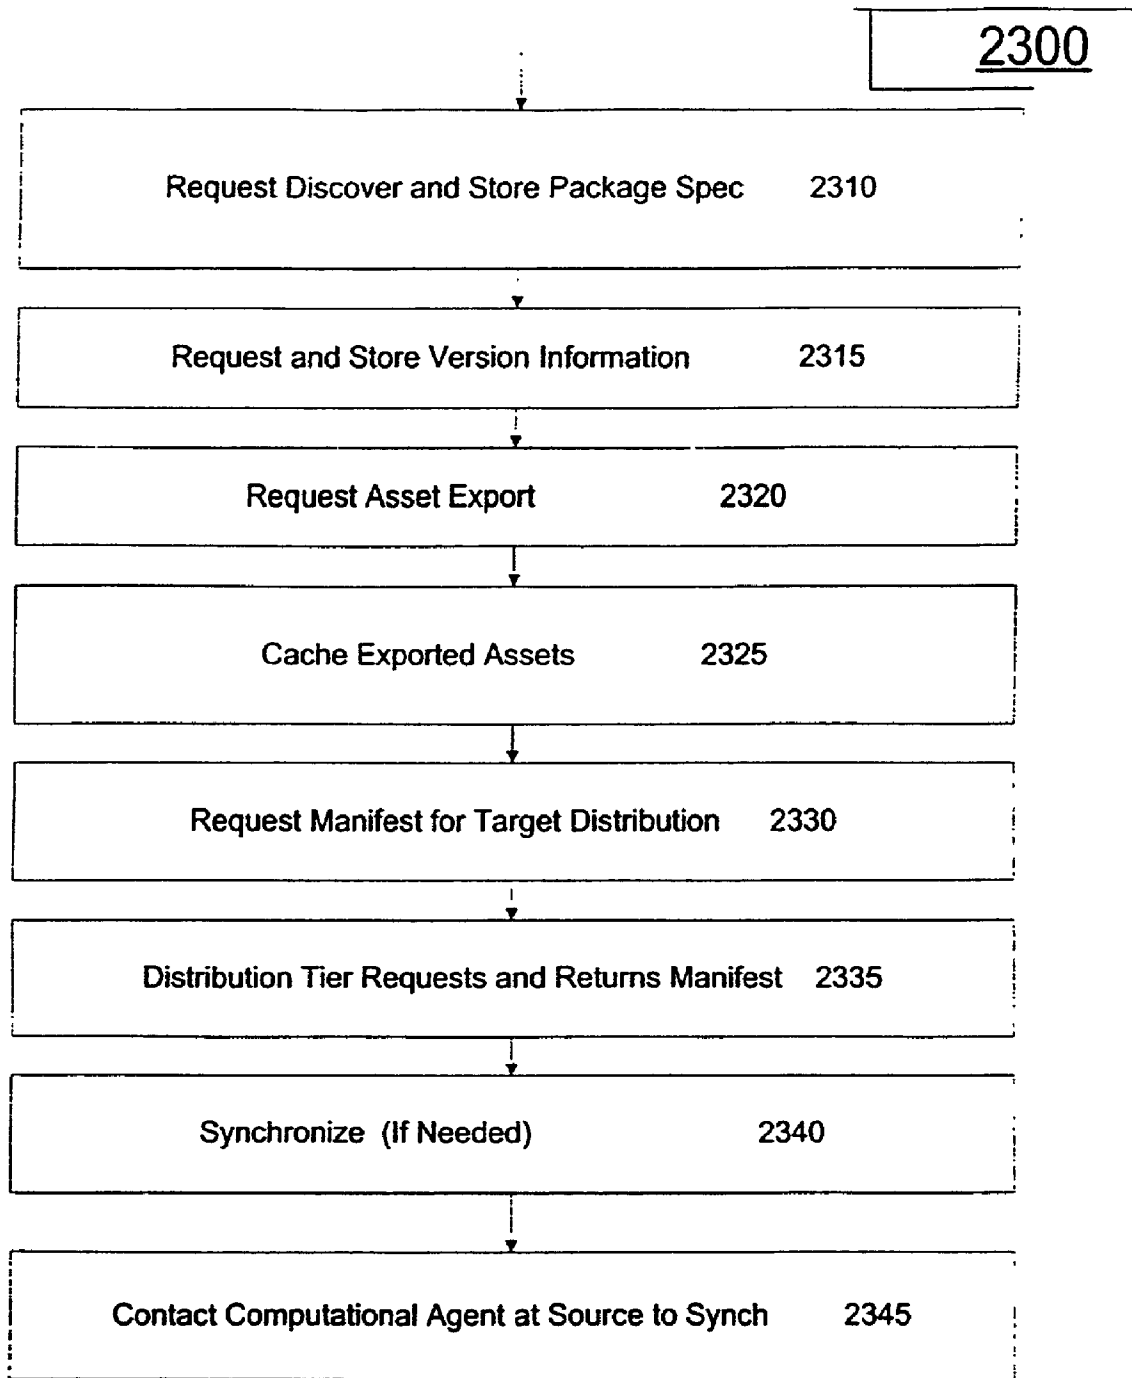 2300
Request Discover and Store Package Spec 2310
Request and Store Version Information 2315
Request Asset Export 2320
Cache Exported Assets 2325
Request Manifest for Target Distribution 2330
Distribution Tier Requests and Returns Manifest 2335
Synchronize (If Needed) 2340
Contact Computational Agent at Source to Synch 2345